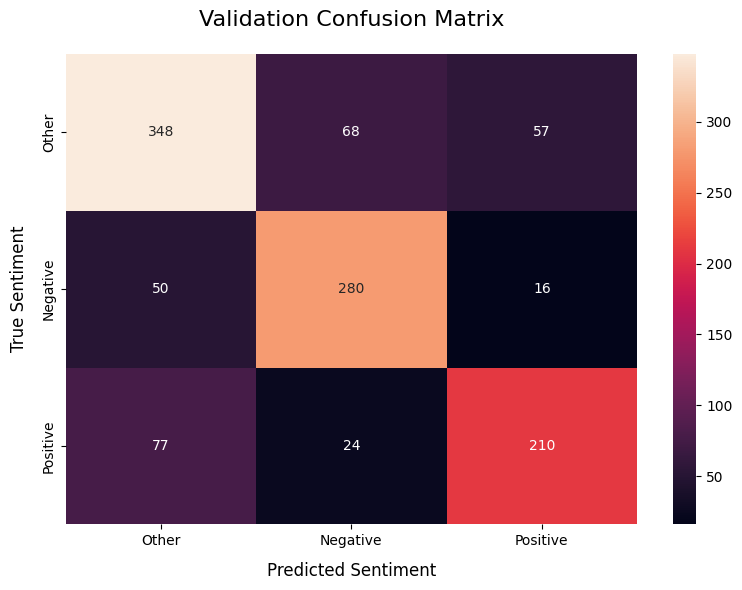 Validation Confusion Matrix
Other
348
68
57
Negative
50
280
16
Positive
77
24
210
True Sentiment
Other
Negative
Positive
Predicted Sentiment
300
250
200
150
100
50